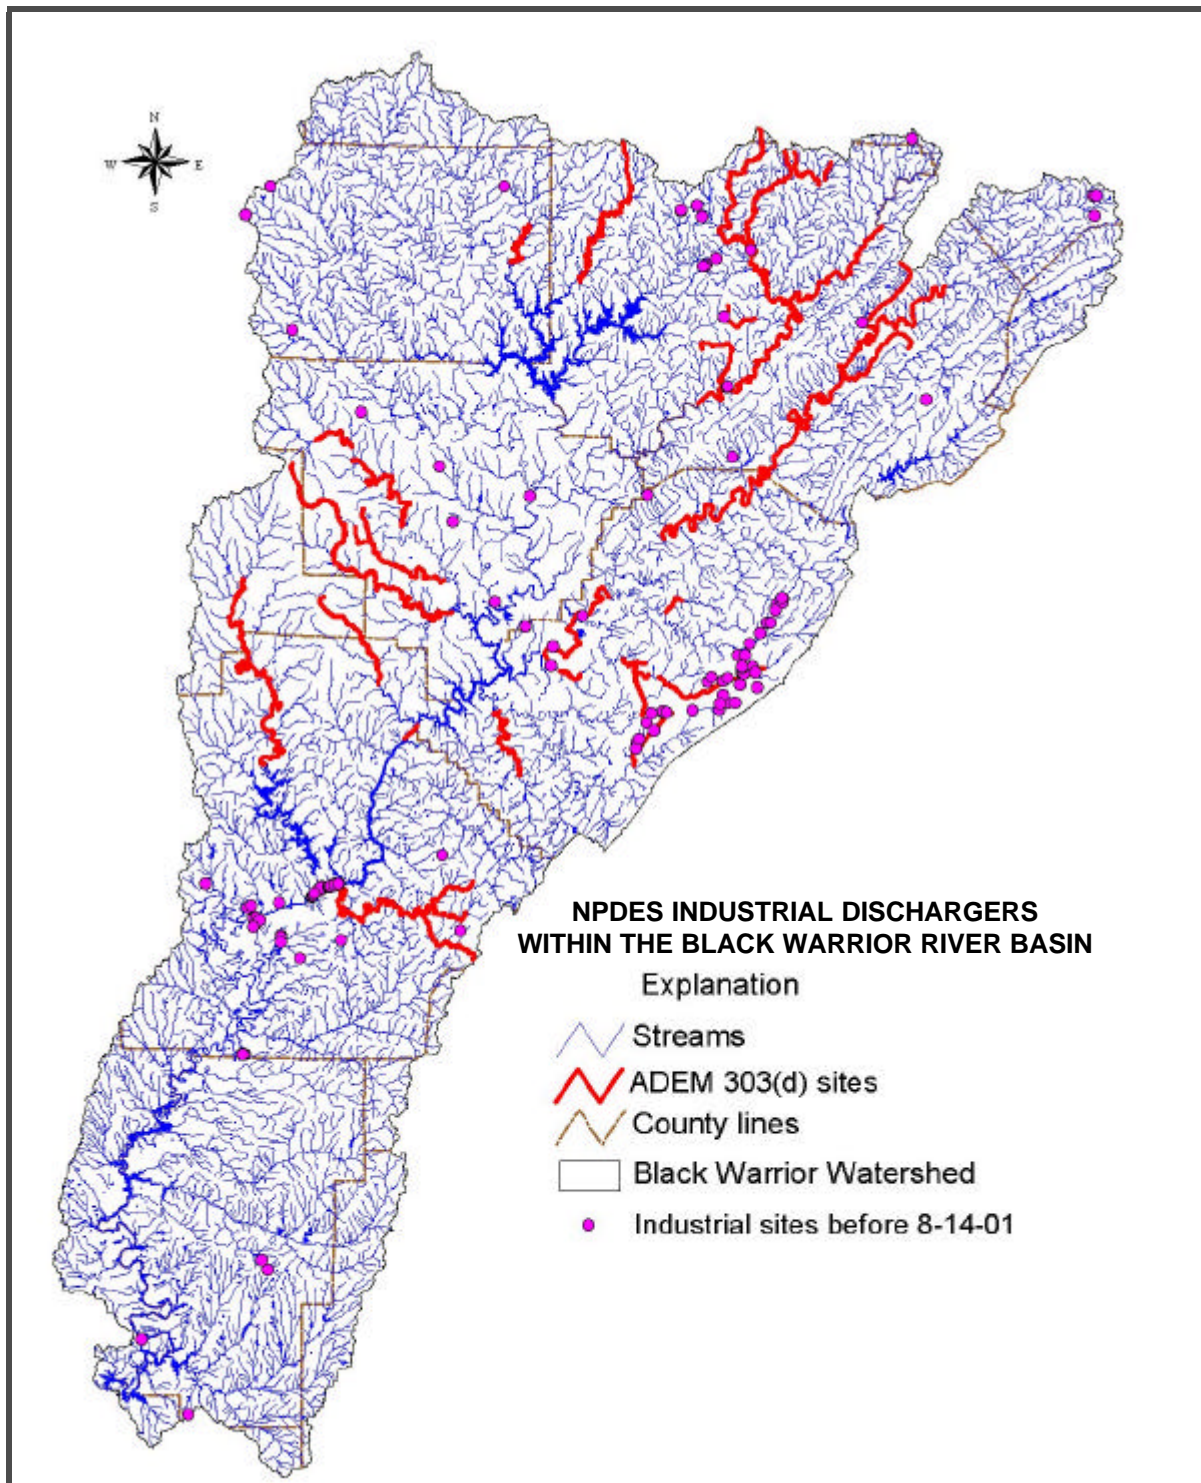 N
W E
S
NPDES INDUSTRIAL DISCHARGERS
WITHIN THE BLACK WARRIOR RIVER BASIN
Explanation
Streams
ADEM 303(d) sites
County lines
Black Warrior Watershed
Industrial sites before 8-14-01